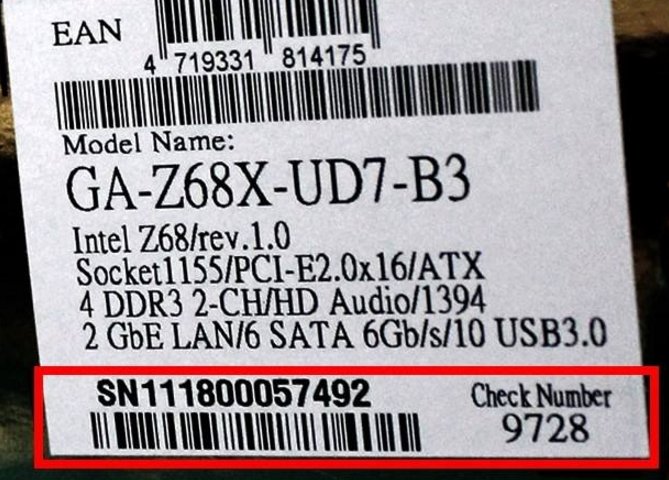 EAN
4 719331 814175
Model Name:
GA-Z68X-UD7-B3
Intel Z68/rev.1.0
Socket1155/PCI-E2.0x16/ATX
4 DDR3 2-CH/HD Audio/1394
2 GbE LAN/6 SATA 6Gb/s/10 USB3.0
SN111800057492
Check Number
9728